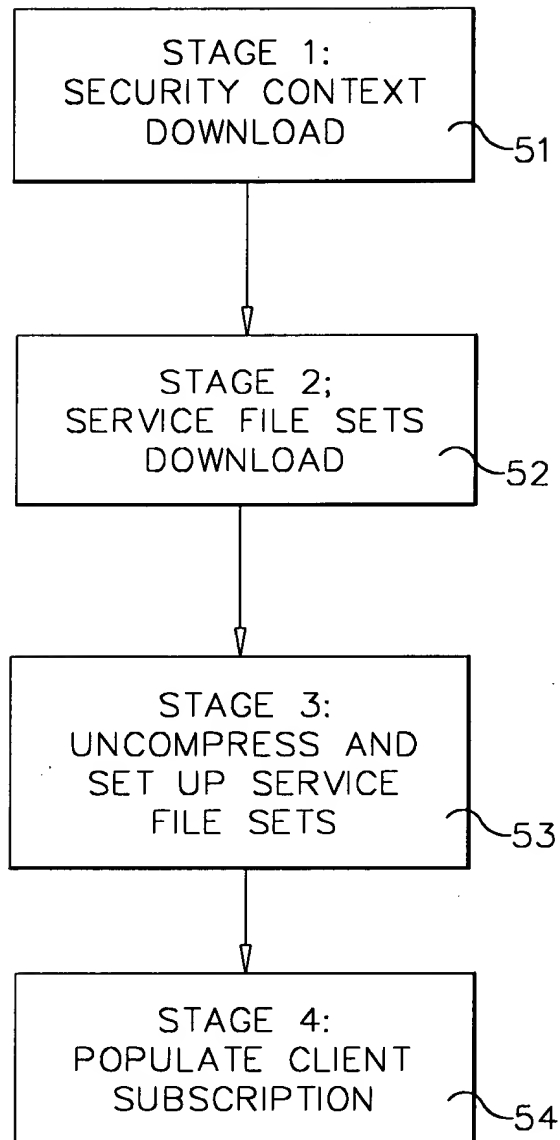 STAGE 1:
SECURITY CONTEXT
DOWNLOAD
51
STAGE 2;
SERVICE FILE SETS
DOWNLOAD
52
STAGE 3:
UNCOMPRESS AND
SET UP SERVICE
FILE SETS
53
STAGE 4:
POPULATE CLIENT
SUBSCRIPTION
54